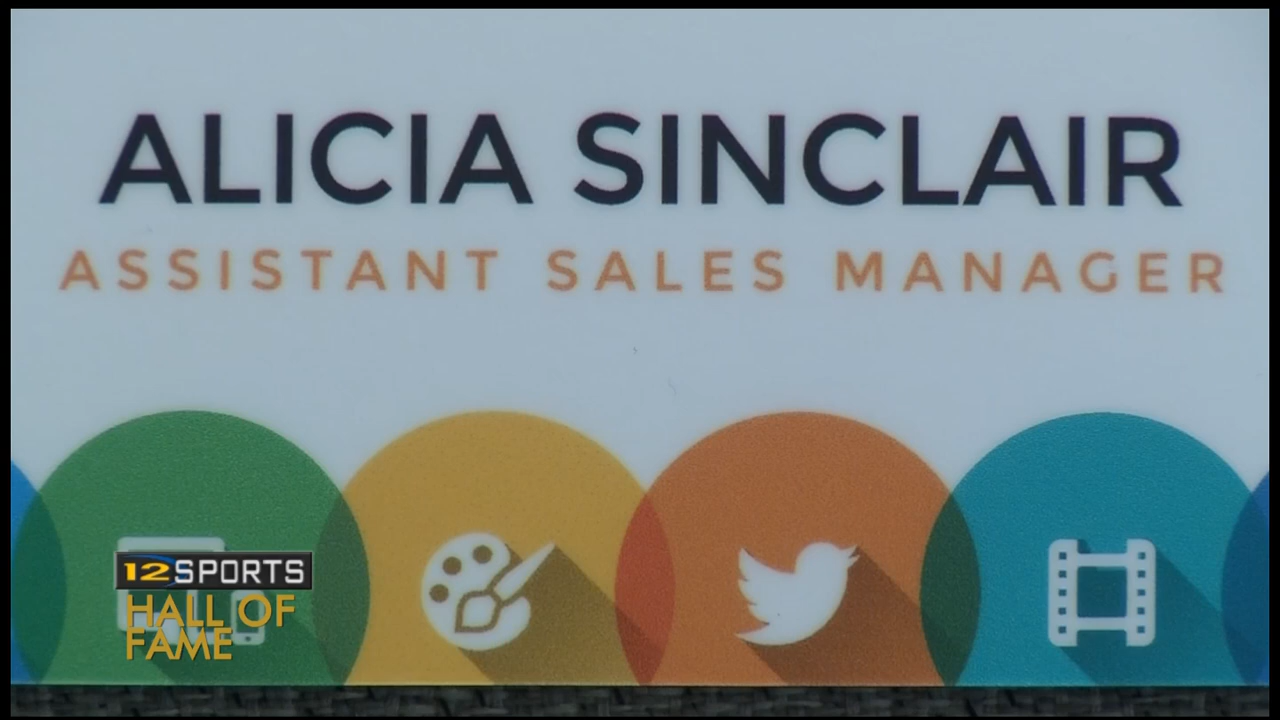 ALICIA SINCLAIR
ASSISTANT SALES MANAGER
12SPORTS
HALL OF
FAME